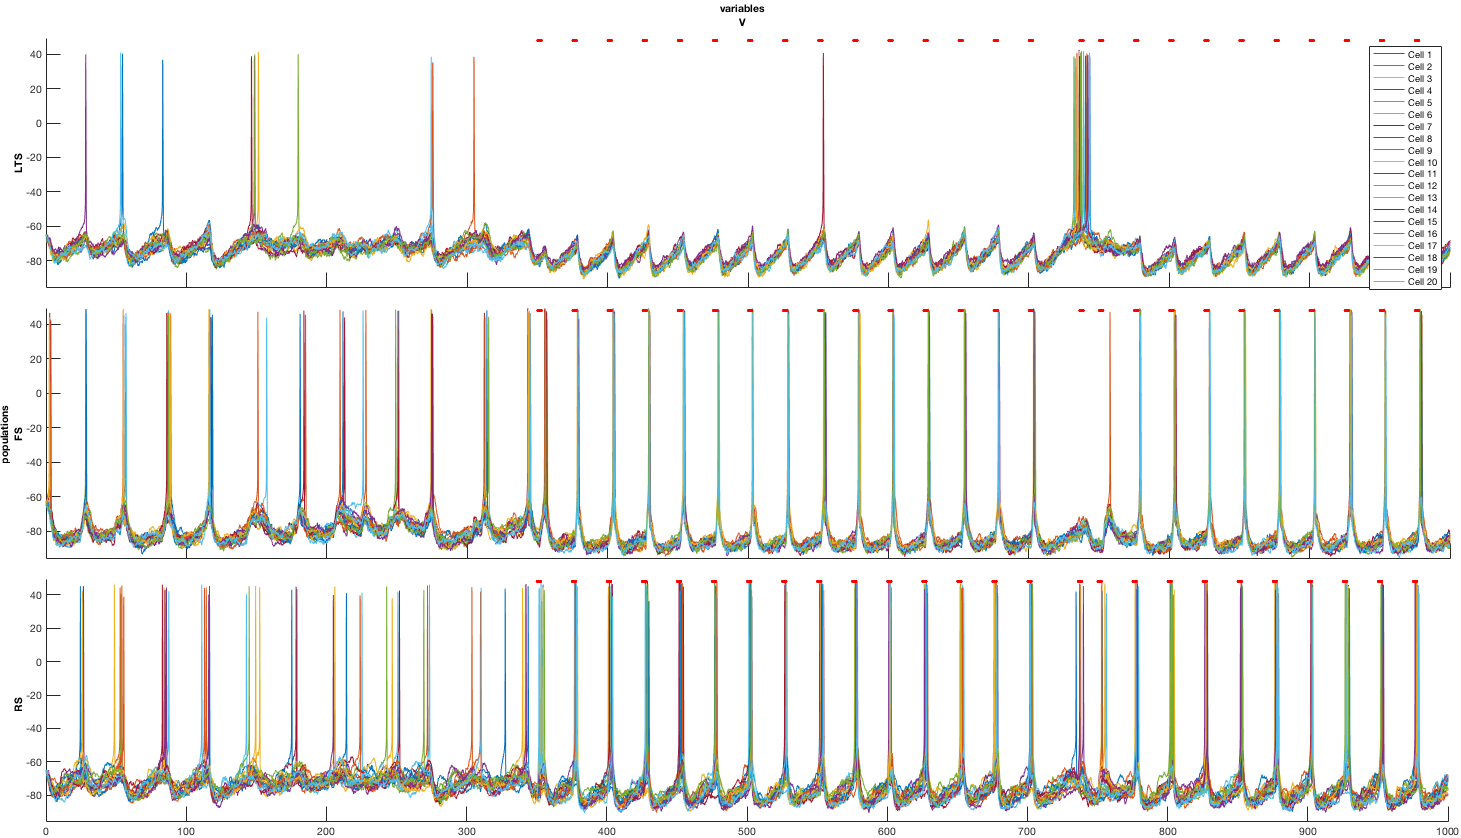 variables
V
40
20
0
-20
-40
-60
-80
LTS
Cell 1
Cell 2
Cell 3
Cell 4
Cell 5
Cell 6
Cell 7
Cell 8
Cell 9
Cell 10
Cell 11
Cell 12
Cell 13
Cell 14
Cell 15
Cell 16
Cell 17
Cell 18
Cell 19
Cell 20
40
20
0
-20
-40
-60
-80
populations
FS
40
20
0
-20
-40
-60
-80
RS
0 100 200 300 400 500 600 700 800 900 1000